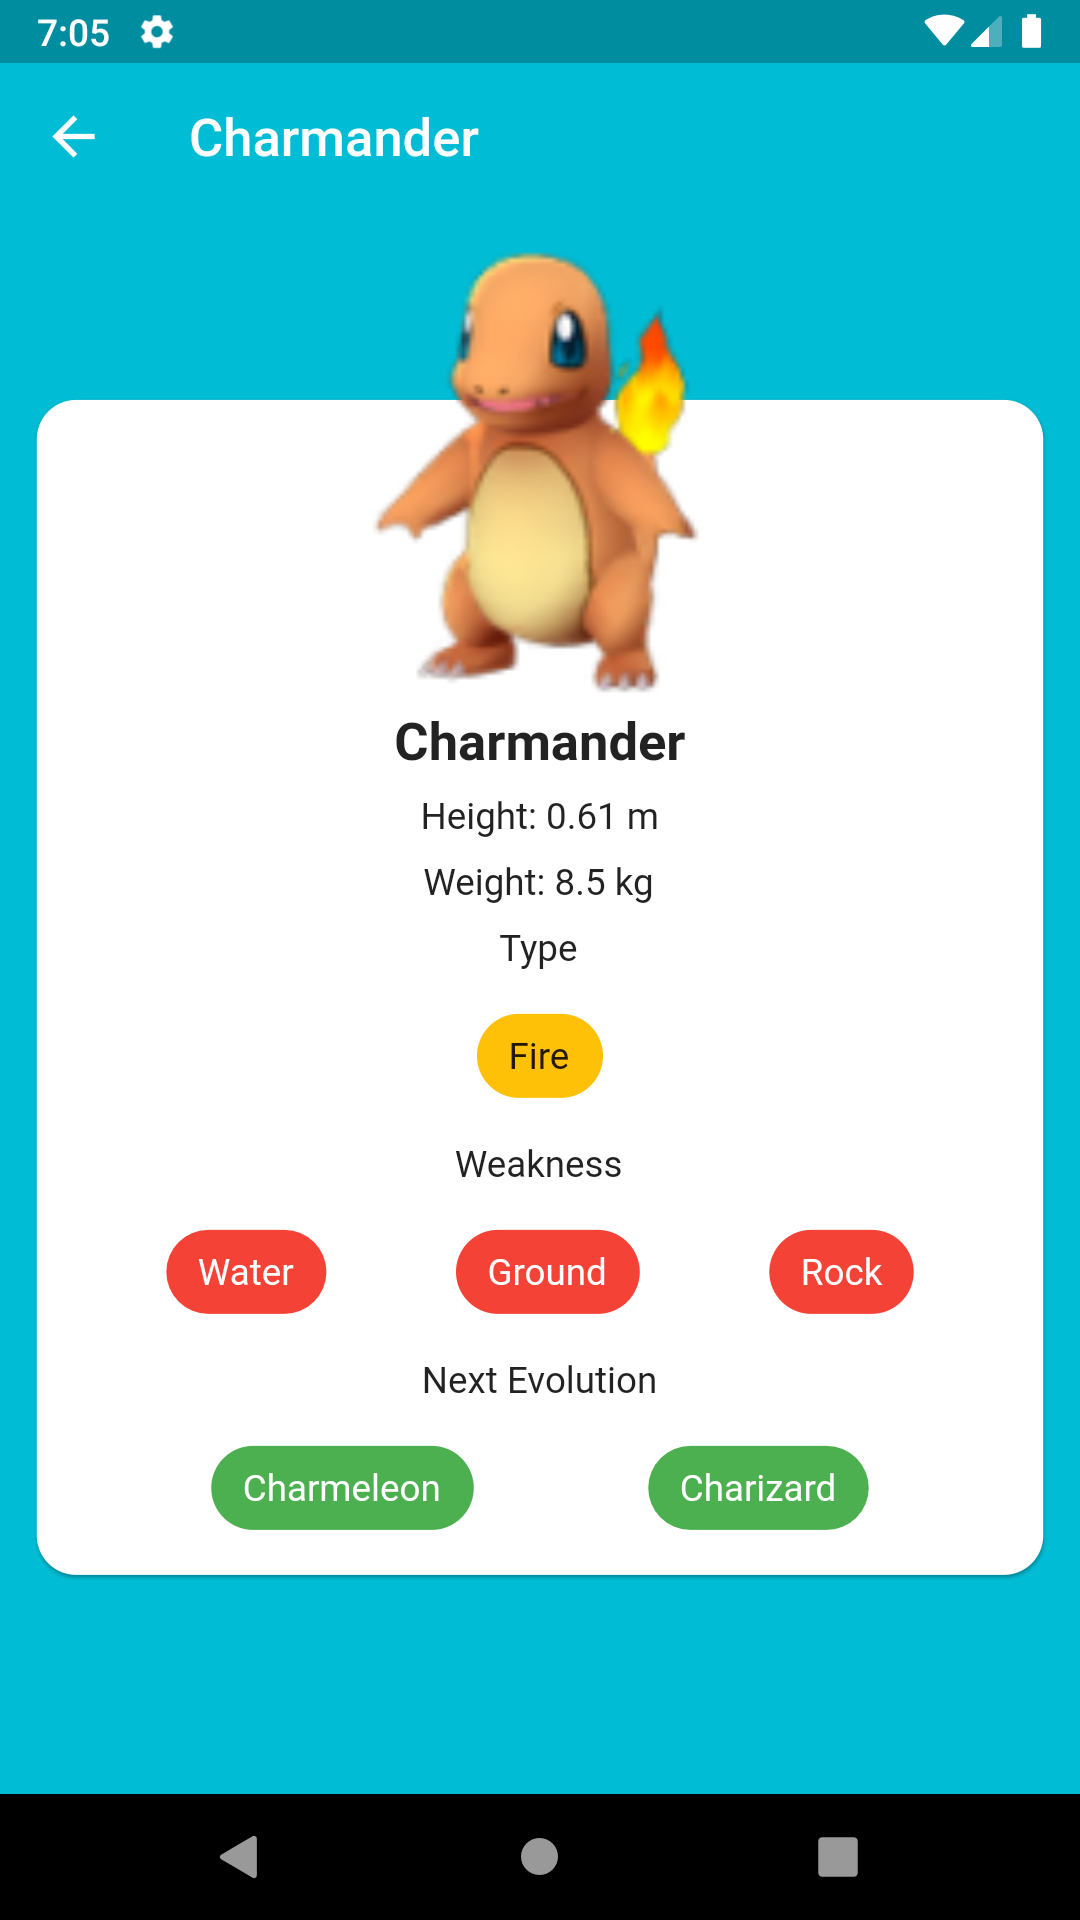 7:05
Charmander
Charmander
Height: 0.61 m
Weight: 8.5 kg
Type
Fire
Weakness
Water Ground Rock
Next Evolution
Charmeleon Charizard